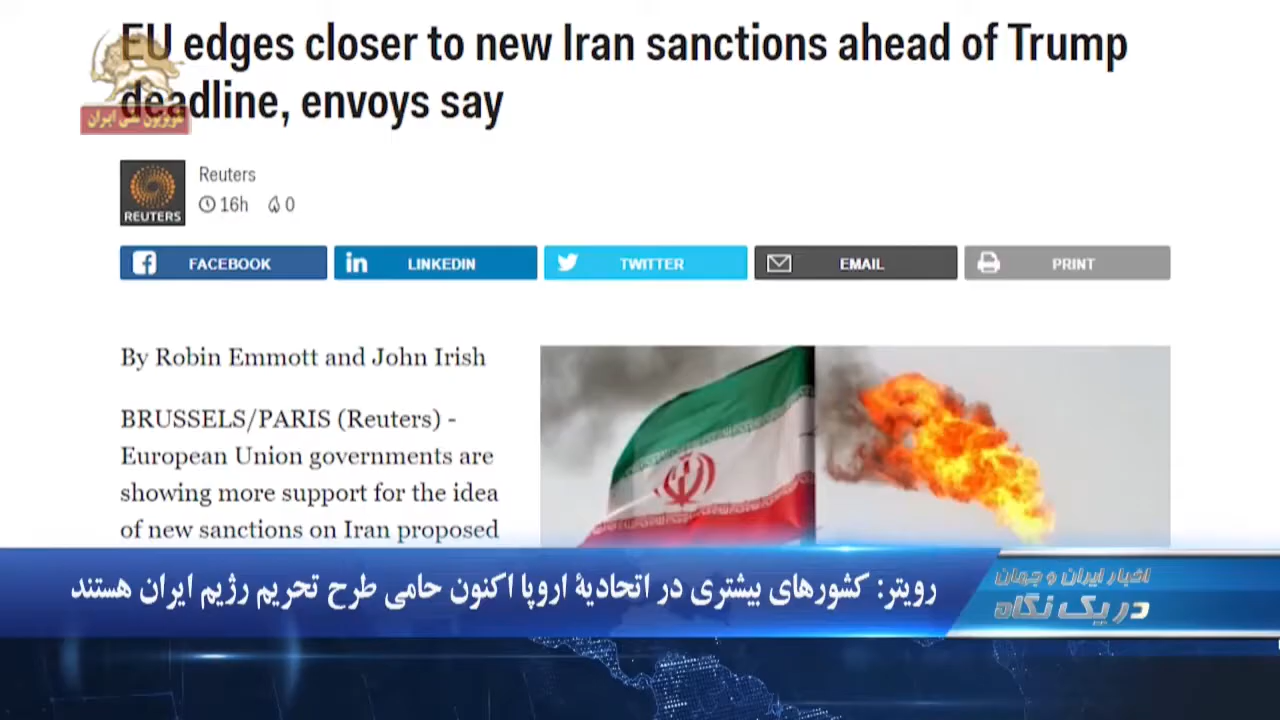 EU edges closer to new Iran sanctions ahead of Trump
deadline, envoys say
تلویزیون ملی ایران
Reuters
16h 0
REUTERS
FACEBOOK LINKEDIN TWITTER EMAIL PRINT
By Robin Emmott and John Irish
BRUSSELS/PARIS (Reuters) -
European Union governments are
showing more support for the idea
of new sanctions on Iran proposed
اخبار ایران و جهان
در یک نگاه
رویتر: کشورهای بیشتری در اتحادیهٔ اروپا اکنون حامی طرح تحریم رژیم ایران هستند